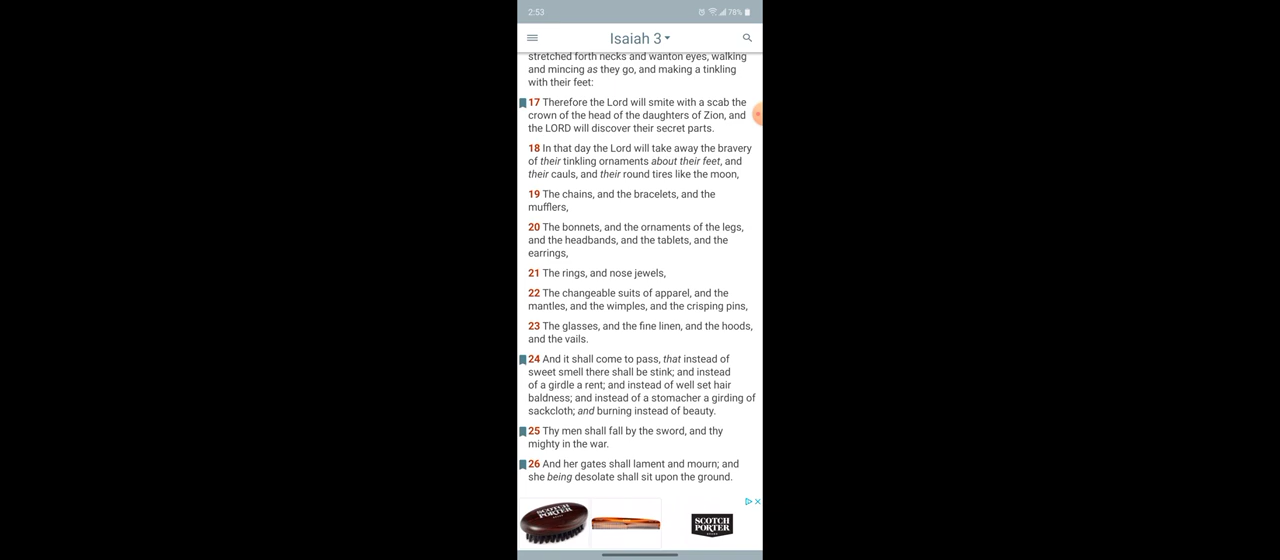 2:53
78%
Isaiah 3
stretched forth necks and wanton eyes, walking
and mincing as they go, and making a tinkling
with their feet:
17 Therefore the Lord will smite with a scab the
crown of the head of the daughters of Zion, and
the LORD will discover their secret parts.
18 In that day the Lord will take away the bravery
of their tinkling ornaments about their feet, and
their cauls, and their round tires like the moon,
19 The chains, and the bracelets, and the
mufflers,
20 The bonnets, and the ornaments of the legs,
and the headbands, and the tablets, and the
earrings,
21 The rings, and nose jewels,
22 The changeable suits of apparel, and the
mantles, and the wimples, and the crisping pins,
23 The glasses, and the fine linen, and the hoods,
and the vails.
24 And it shall come to pass, that instead of
sweet smell there shall be stink; and instead
of a girdle a rent; and instead of well set hair
baldness; and instead of a stomacher a girding of
sackcloth; and burning instead of beauty.
25 Thy men shall fall by the sword, and thy
mighty in the war.
26 And her gates shall lament and mourn; and
she being desolate shall sit upon the ground.
SCOTCH
PORTER
SCOTCH
PORTER